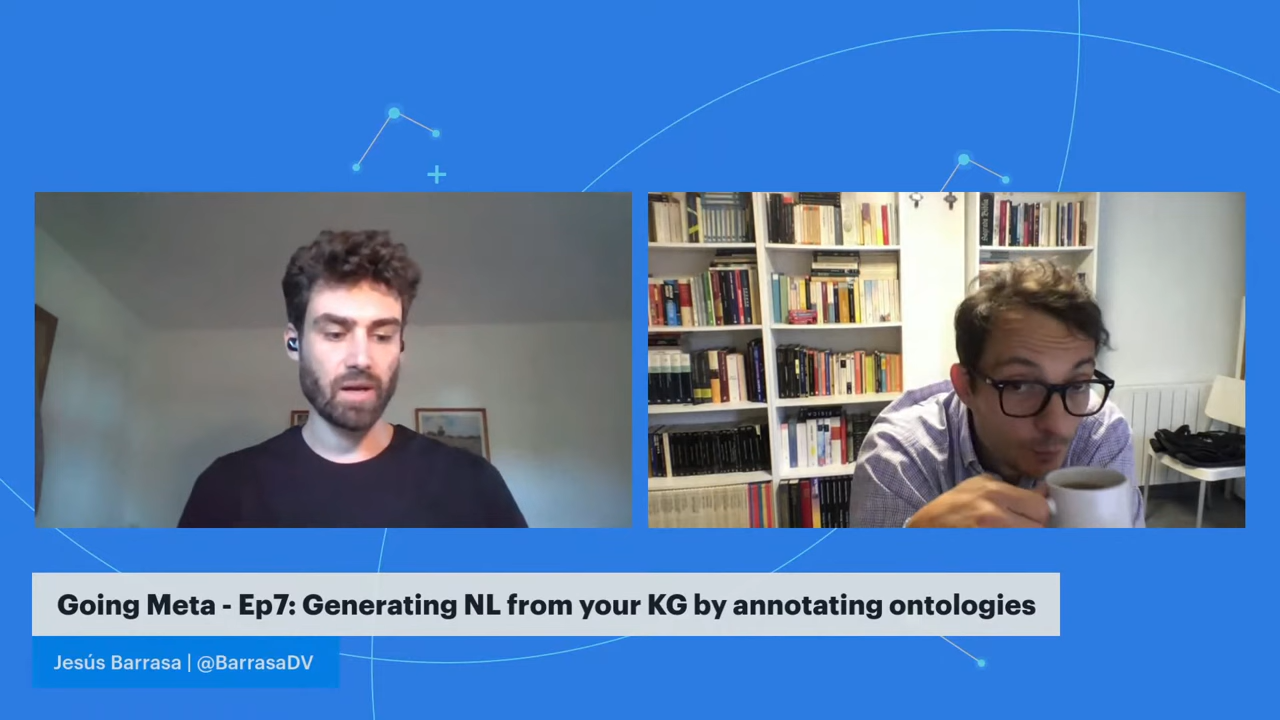 Going Meta - Ep7: Generating NL from your KG by annotating ontologies
Jesús Barrasa | @BarrasaDV